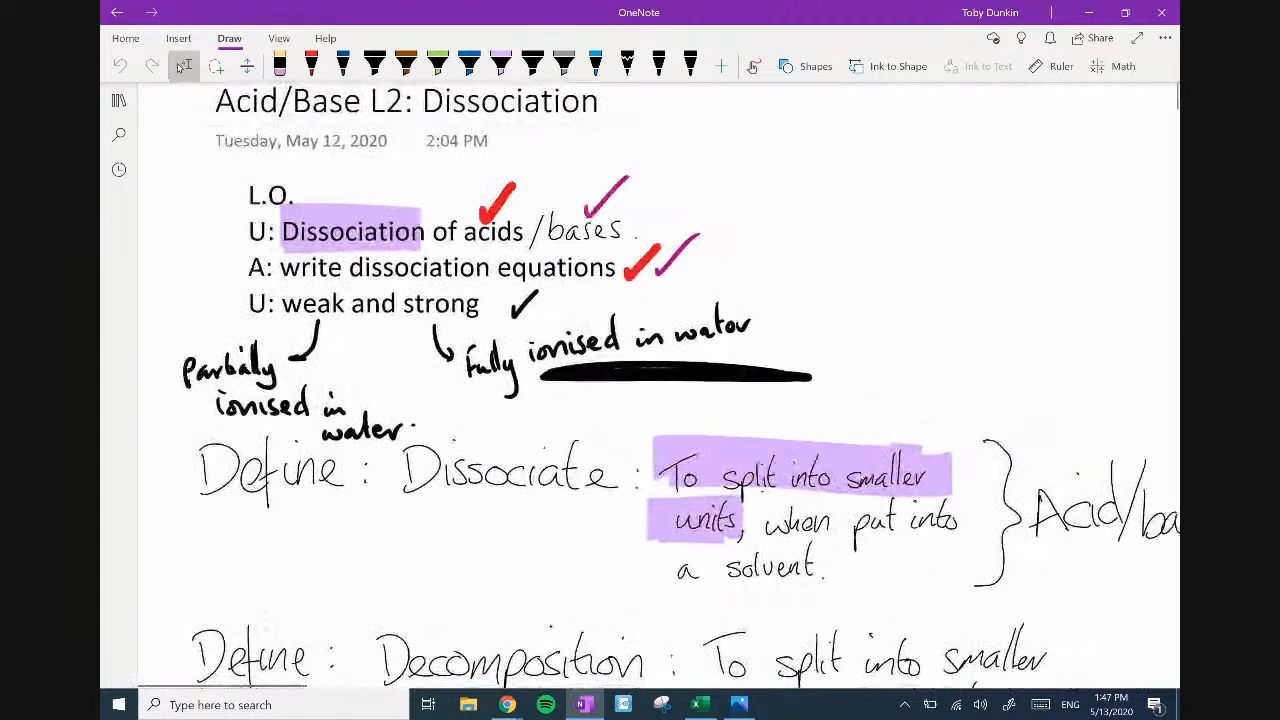 OneNote
Toby Dunkin
Home Insert Draw View Help
Share
Shapes
Ink to Shape
Ink to Text
Ruler
Math
Acid/Base L2: Dissociation
Tuesday, May 12, 2020 2:04 PM
L.O.
U: Dissociation of acids /bases.
A: write dissociation equations
U: weak and strong
Partially ionised in water.
Fully ionised in water
Define: Dissociate: To split into smaller
units, when put into
a solvent.
Acid/ba
Define: Decomposition: To split into smaller
Type here to search
ENG
1:47 PM
5/13/2020